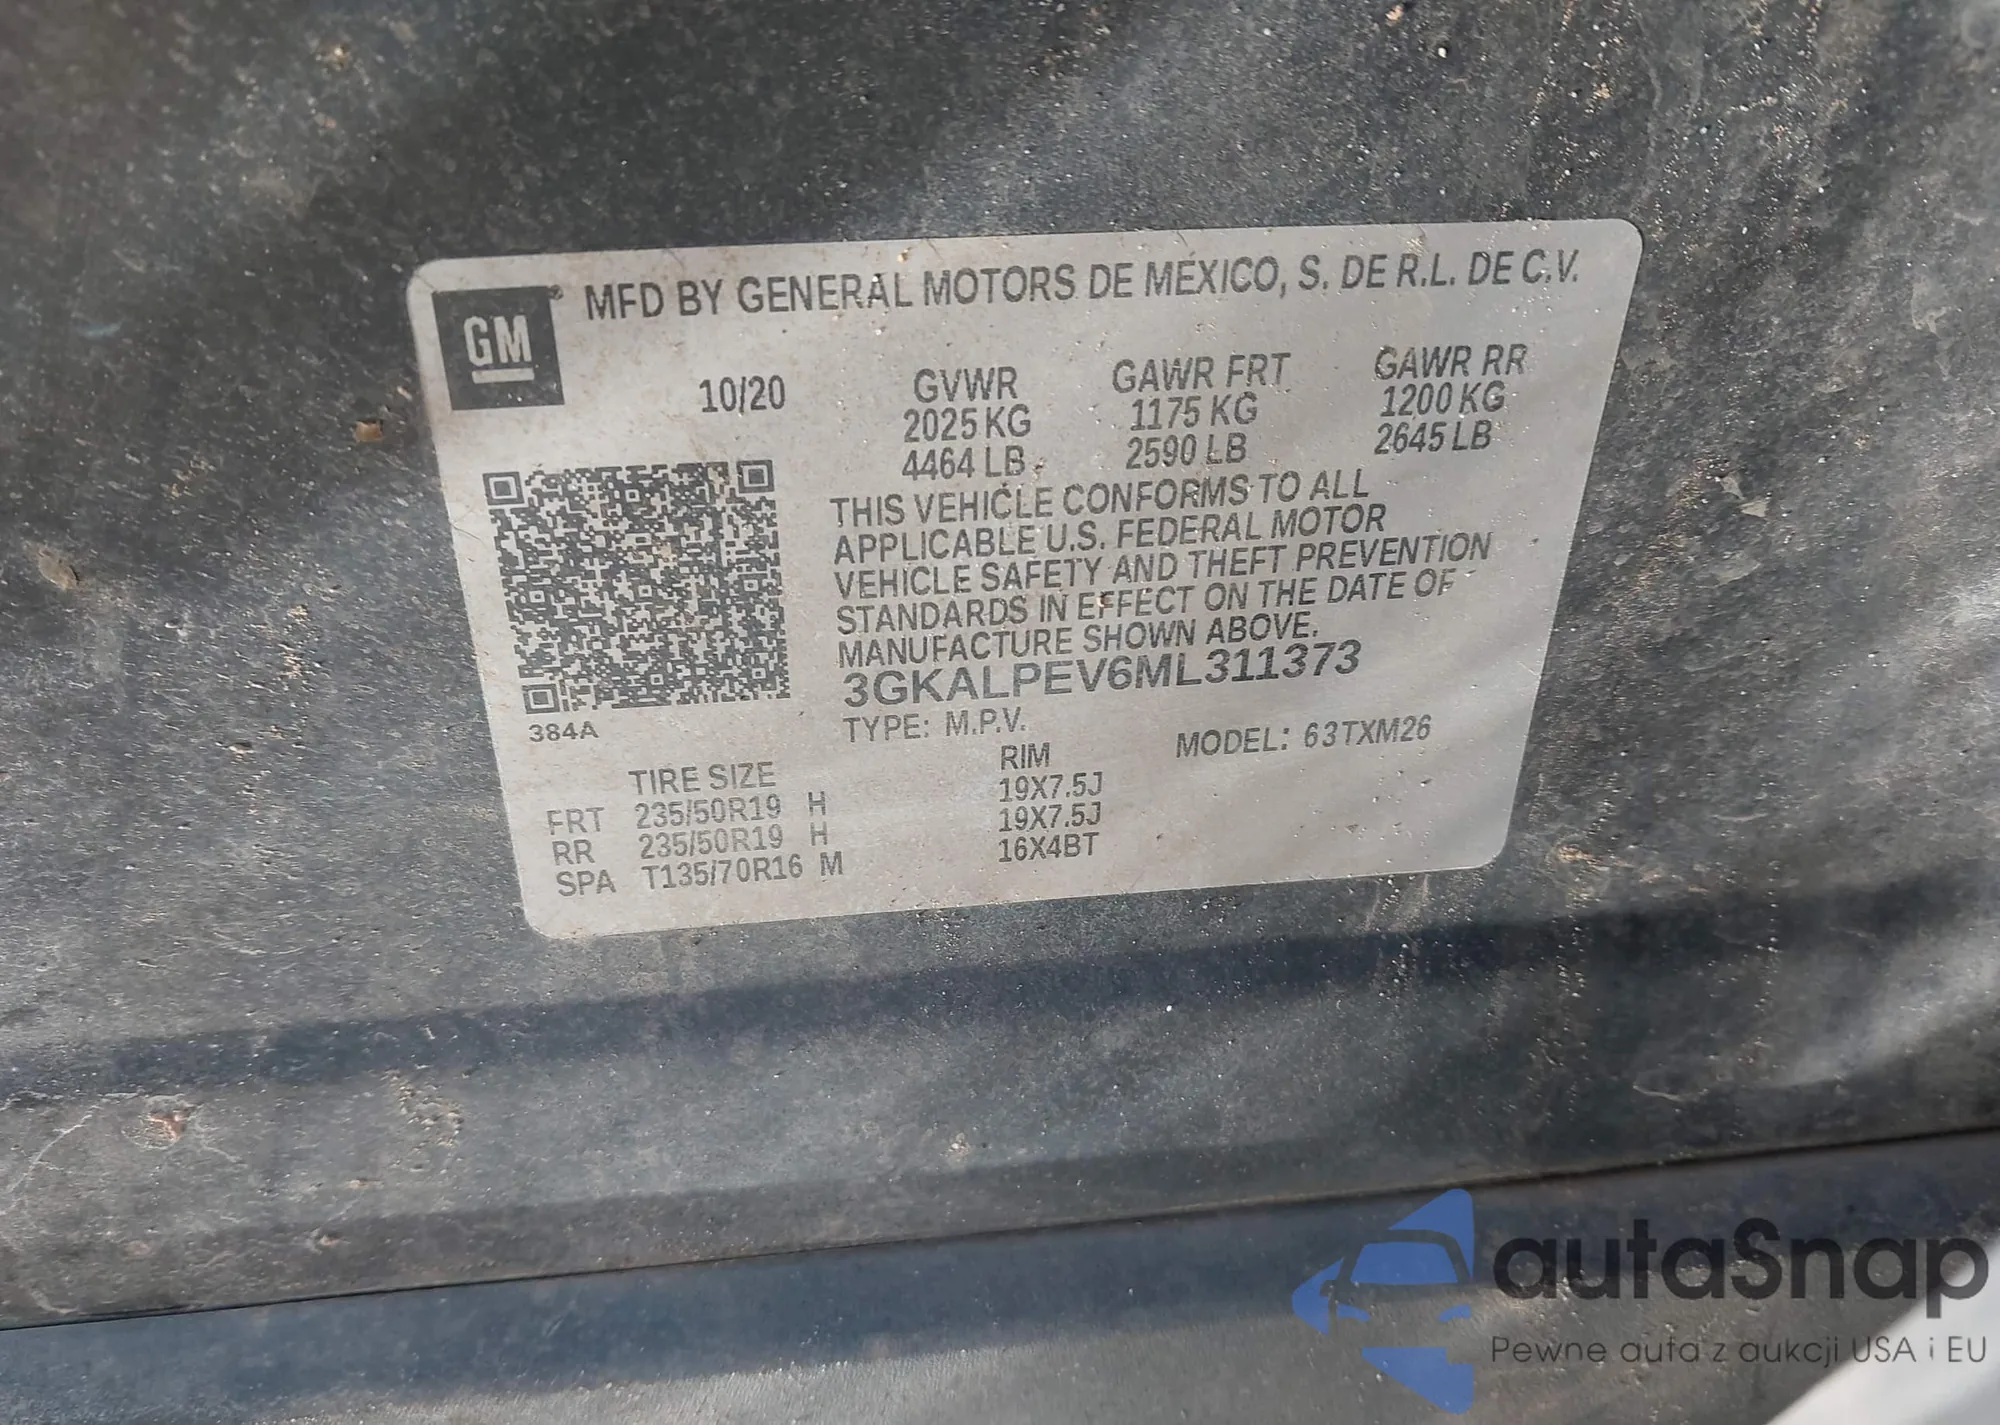 GM
MFD BY GENERAL MOTORS DE MÉXICO, S. DE R.L. DE C.V.
10/20 GVWR GAWR FRT GAWR RR
2025 KG 1175 KG 1200 KG
4464 LB 2590 LB 2645 LB
THIS VEHICLE CONFORMS TO ALL
APPLICABLE U.S. FEDERAL MOTOR
VEHICLE SAFETY AND THEFT PREVENTION
STANDARDS IN EFFECT ON THE DATE OF
MANUFACTURE SHOWN ABOVE.
3GKALPEV6ML311373
384A TYPE: M.P.V. MODEL: 63TXM26
TIRE SIZE RIM
FRT 235/50R19 H 19X7.5J
RR 235/50R19 H 19X7.5J
SPA T135/70R16 M 16X4BT
autaSnap
Pewne auta z aukcji USA i EU